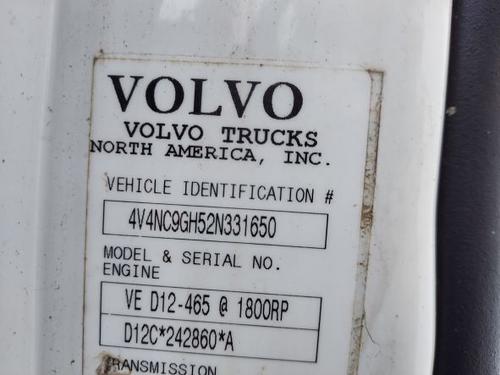 VOLVO
VOLVO TRUCKS
NORTH AMERICA, INC.
VEHICLE IDENTIFICATION #
4V4NC9GH52N331650
MODEL & SERIAL NO.
ENGINE
VE D12-465 @ 1800RP
D12C*242860*A
TRANSMISSION